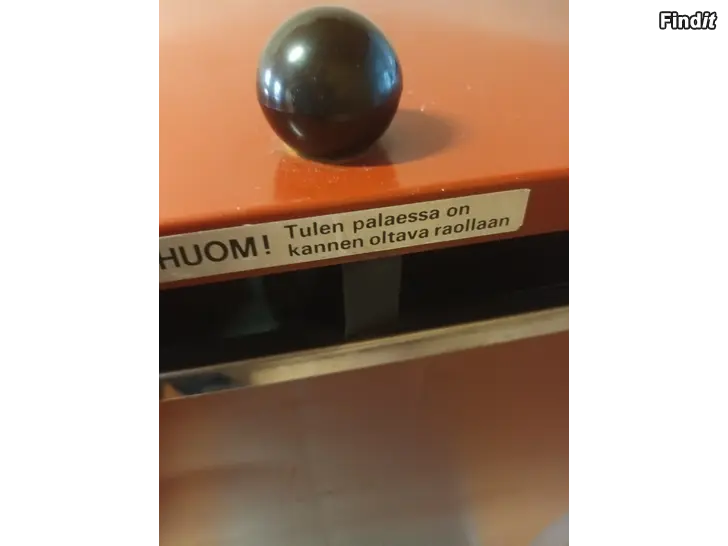 Findit
HUOM!
Tulen palaessa on
kannen oltava raollaan